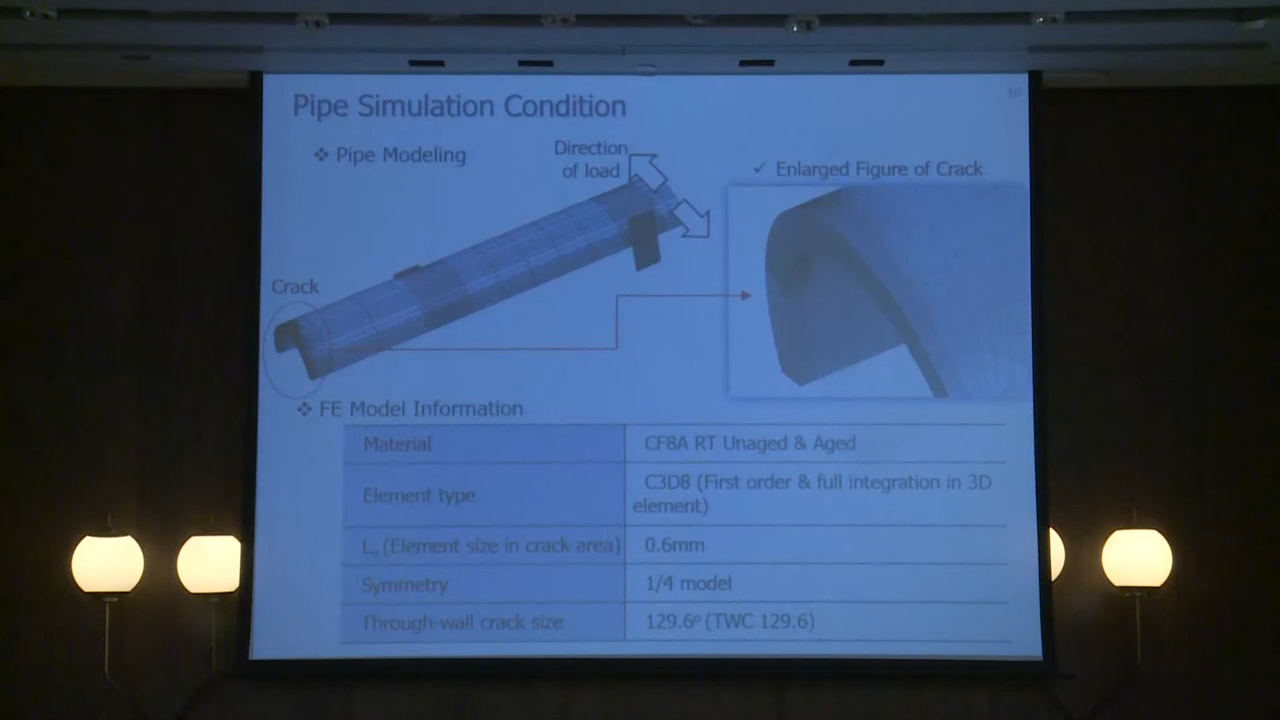 Pipe Simulation Condition
❖ Pipe Modeling
Direction
of load
✓ Enlarged Figure of Crack
Crack
❖ FE Model Information
Material CF8A RT Unaged & Aged
Element type C3D8 (First order & full integration in 3D
element)
(Element size in crack area) 0.6mm
Symmetry 1/4 model
Through-wall crack size 129.6º (TWC 129.6)